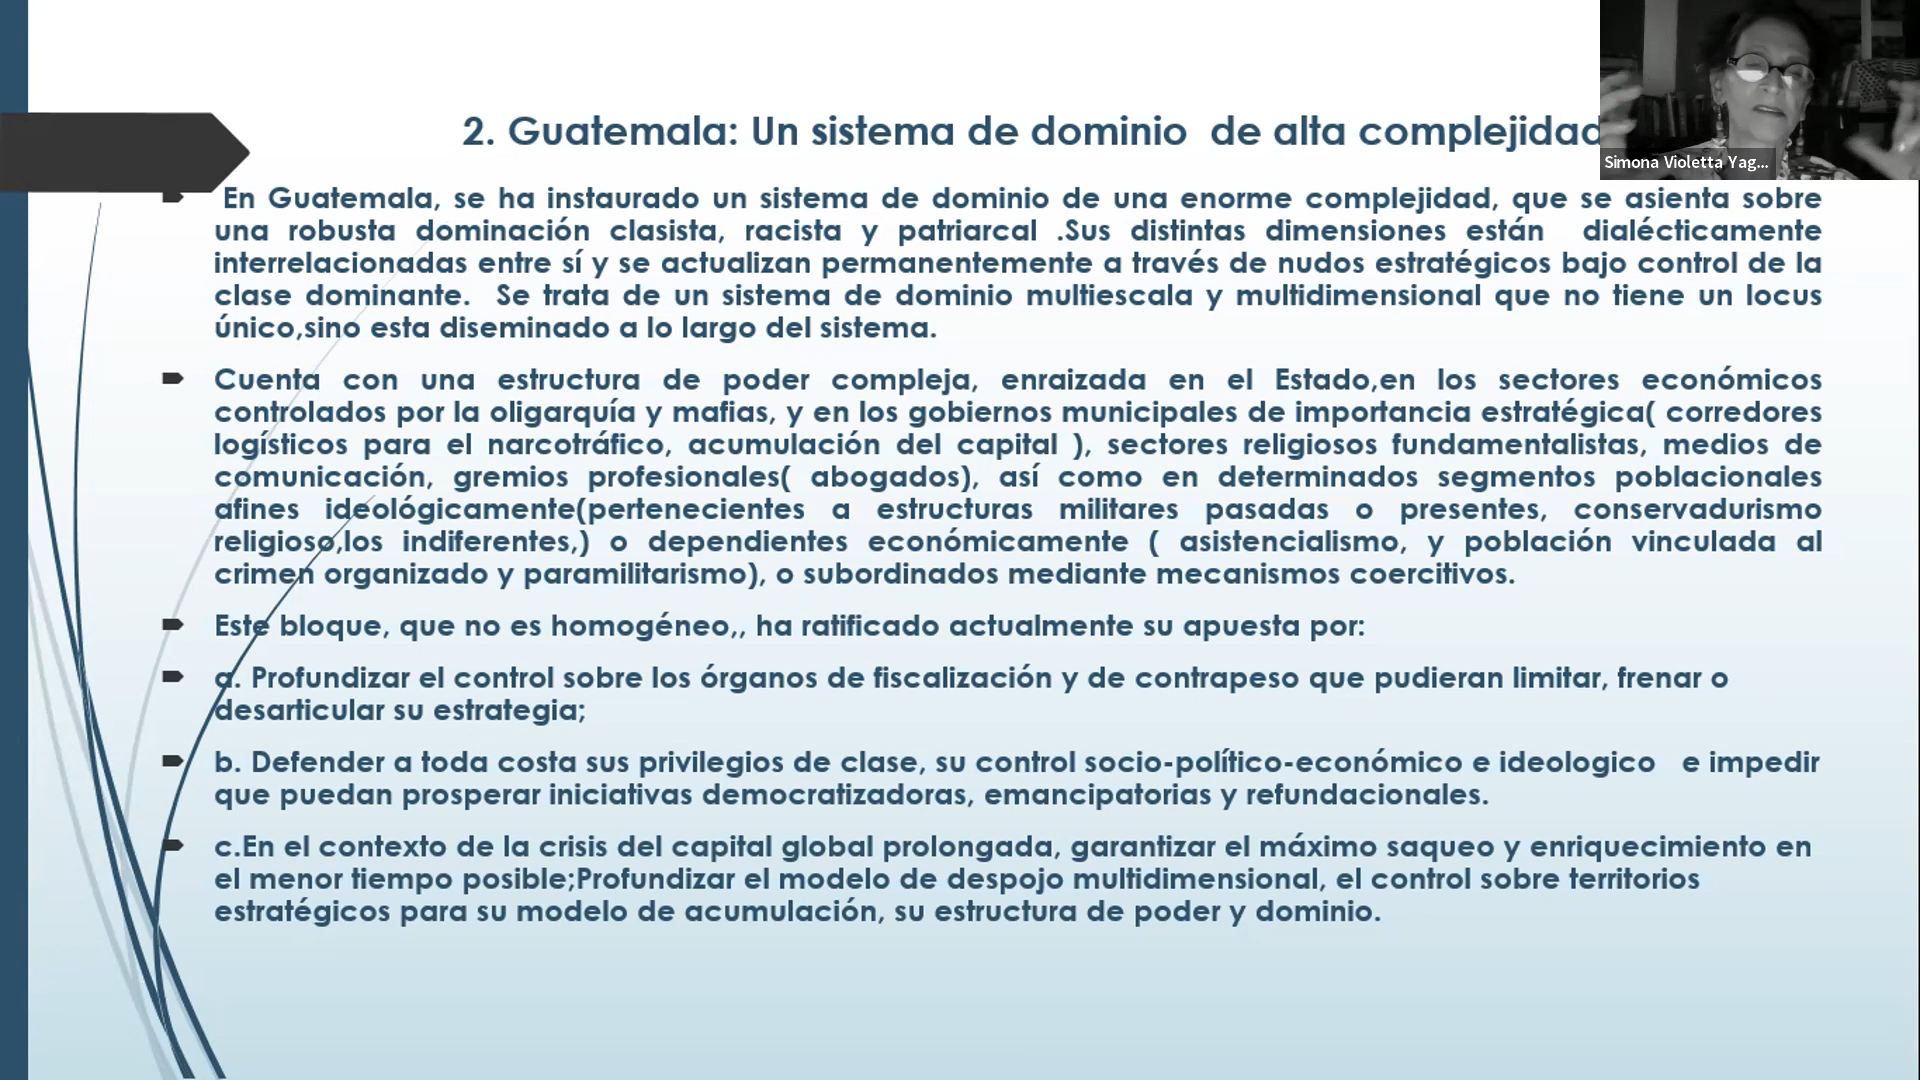 2. Guatemala: Un sistema de dominio  de alta complejidad
Simona Violetta Yag...
En Guatemala, se ha instaurado un sistema de dominio de una enorme complejidad, que se asienta sobre
una robusta dominación clasista, racista y patriarcal .Sus distintas dimensiones están  dialécticamente
interrelacionadas entre sí y se actualizan permanentemente a través de nudos estratégicos bajo control de la
clase dominante.  Se trata de un sistema de dominio multiescala y multidimensional que no tiene un locus
único,sino esta diseminado a lo largo del sistema.
Cuenta con una estructura de poder compleja, enraizada en el Estado,en los sectores económicos
controlados por la oligarquía y mafias, y en los gobiernos municipales de importancia estratégica( corredores
logísticos para el narcotráfico, acumulación del capital ), sectores religiosos fundamentalistas, medios de
comunicación, gremios profesionales( abogados), así como en determinados segmentos poblacionales
afines ideológicamente(pertenecientes a estructuras militares pasadas o presentes, conservadurismo
religioso,los indiferentes,) o dependientes económicamente ( asistencialismo, y población vinculada al
crimen organizado y paramilitarismo), o subordinados mediante mecanismos coercitivos.
Este bloque, que no es homogéneo,, ha ratificado actualmente su apuesta por:
a. Profundizar el control sobre los órganos de fiscalización y de contrapeso que pudieran limitar, frenar o
desarticular su estrategia;
b. Defender a toda costa sus privilegios de clase, su control socio-político-económico e ideologico   e impedir
que puedan prosperar iniciativas democratizadoras, emancipatorias y refundacionales.
c.En el contexto de la crisis del capital global prolongada, garantizar el máximo saqueo y enriquecimiento en
el menor tiempo posible;Profundizar el modelo de despojo multidimensional, el control sobre territorios
estratégicos para su modelo de acumulación, su estructura de poder y dominio.